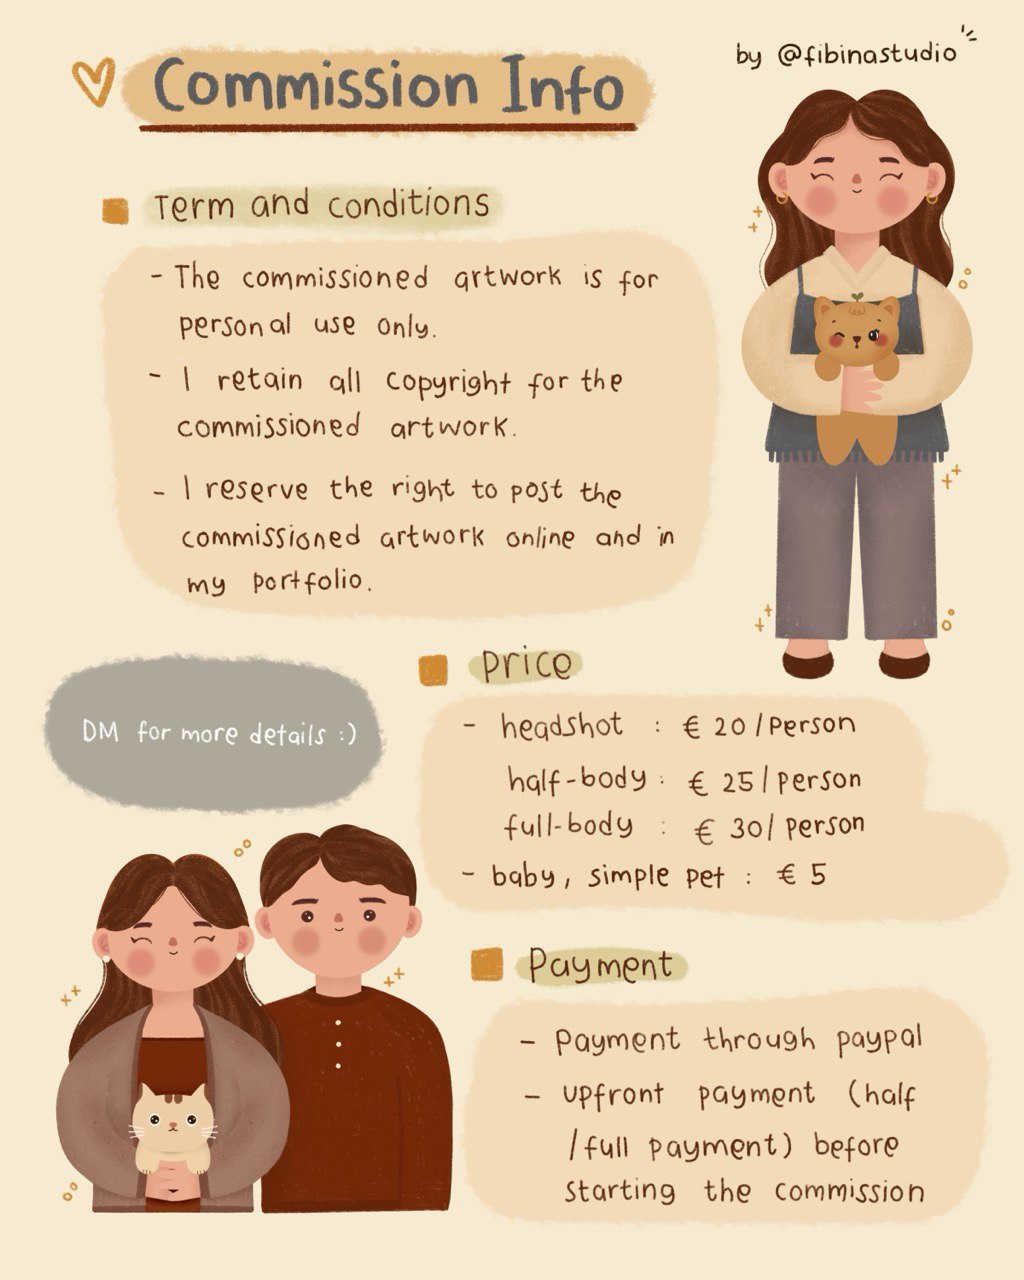 Commission Info
by @fibinastudio
Term and conditions
- The commissioned artwork is for
personal use only.
- I retain all copyright for the
commissioned artwork.
- I reserve the right to post the
commissioned artwork online and in
my portfolio.
DM for more details :)
Price
- headshot : € 20/Person
half-body : € 25/Person
full-body : € 30/Person
- baby, simple pet : € 5
Payment
- Payment through paypal
- upfront payment (half
/full payment) before
starting the commission